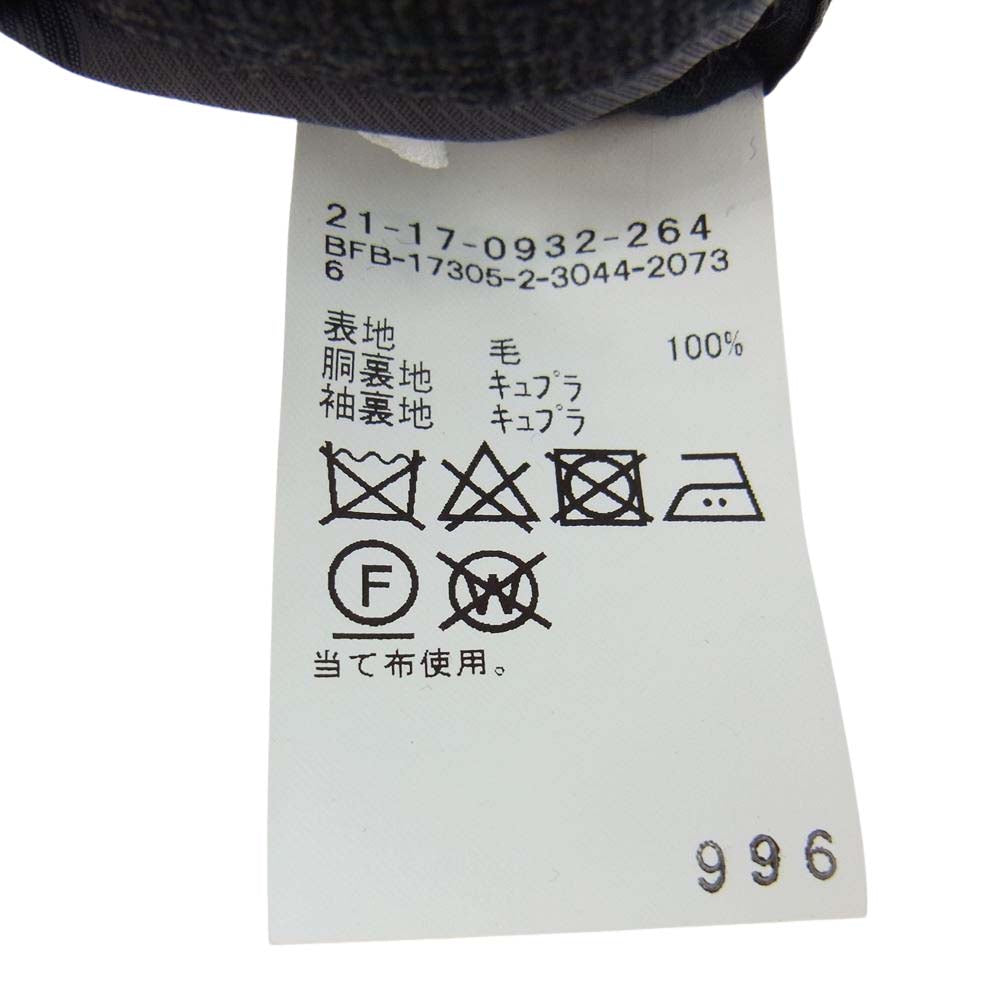 21-17-0932-264
BFB-17305-2-3044-2073
6
表地 毛 100%
胴裏地 キュプラ
袖裏地 キュプラ
F W
当て布使用。
996